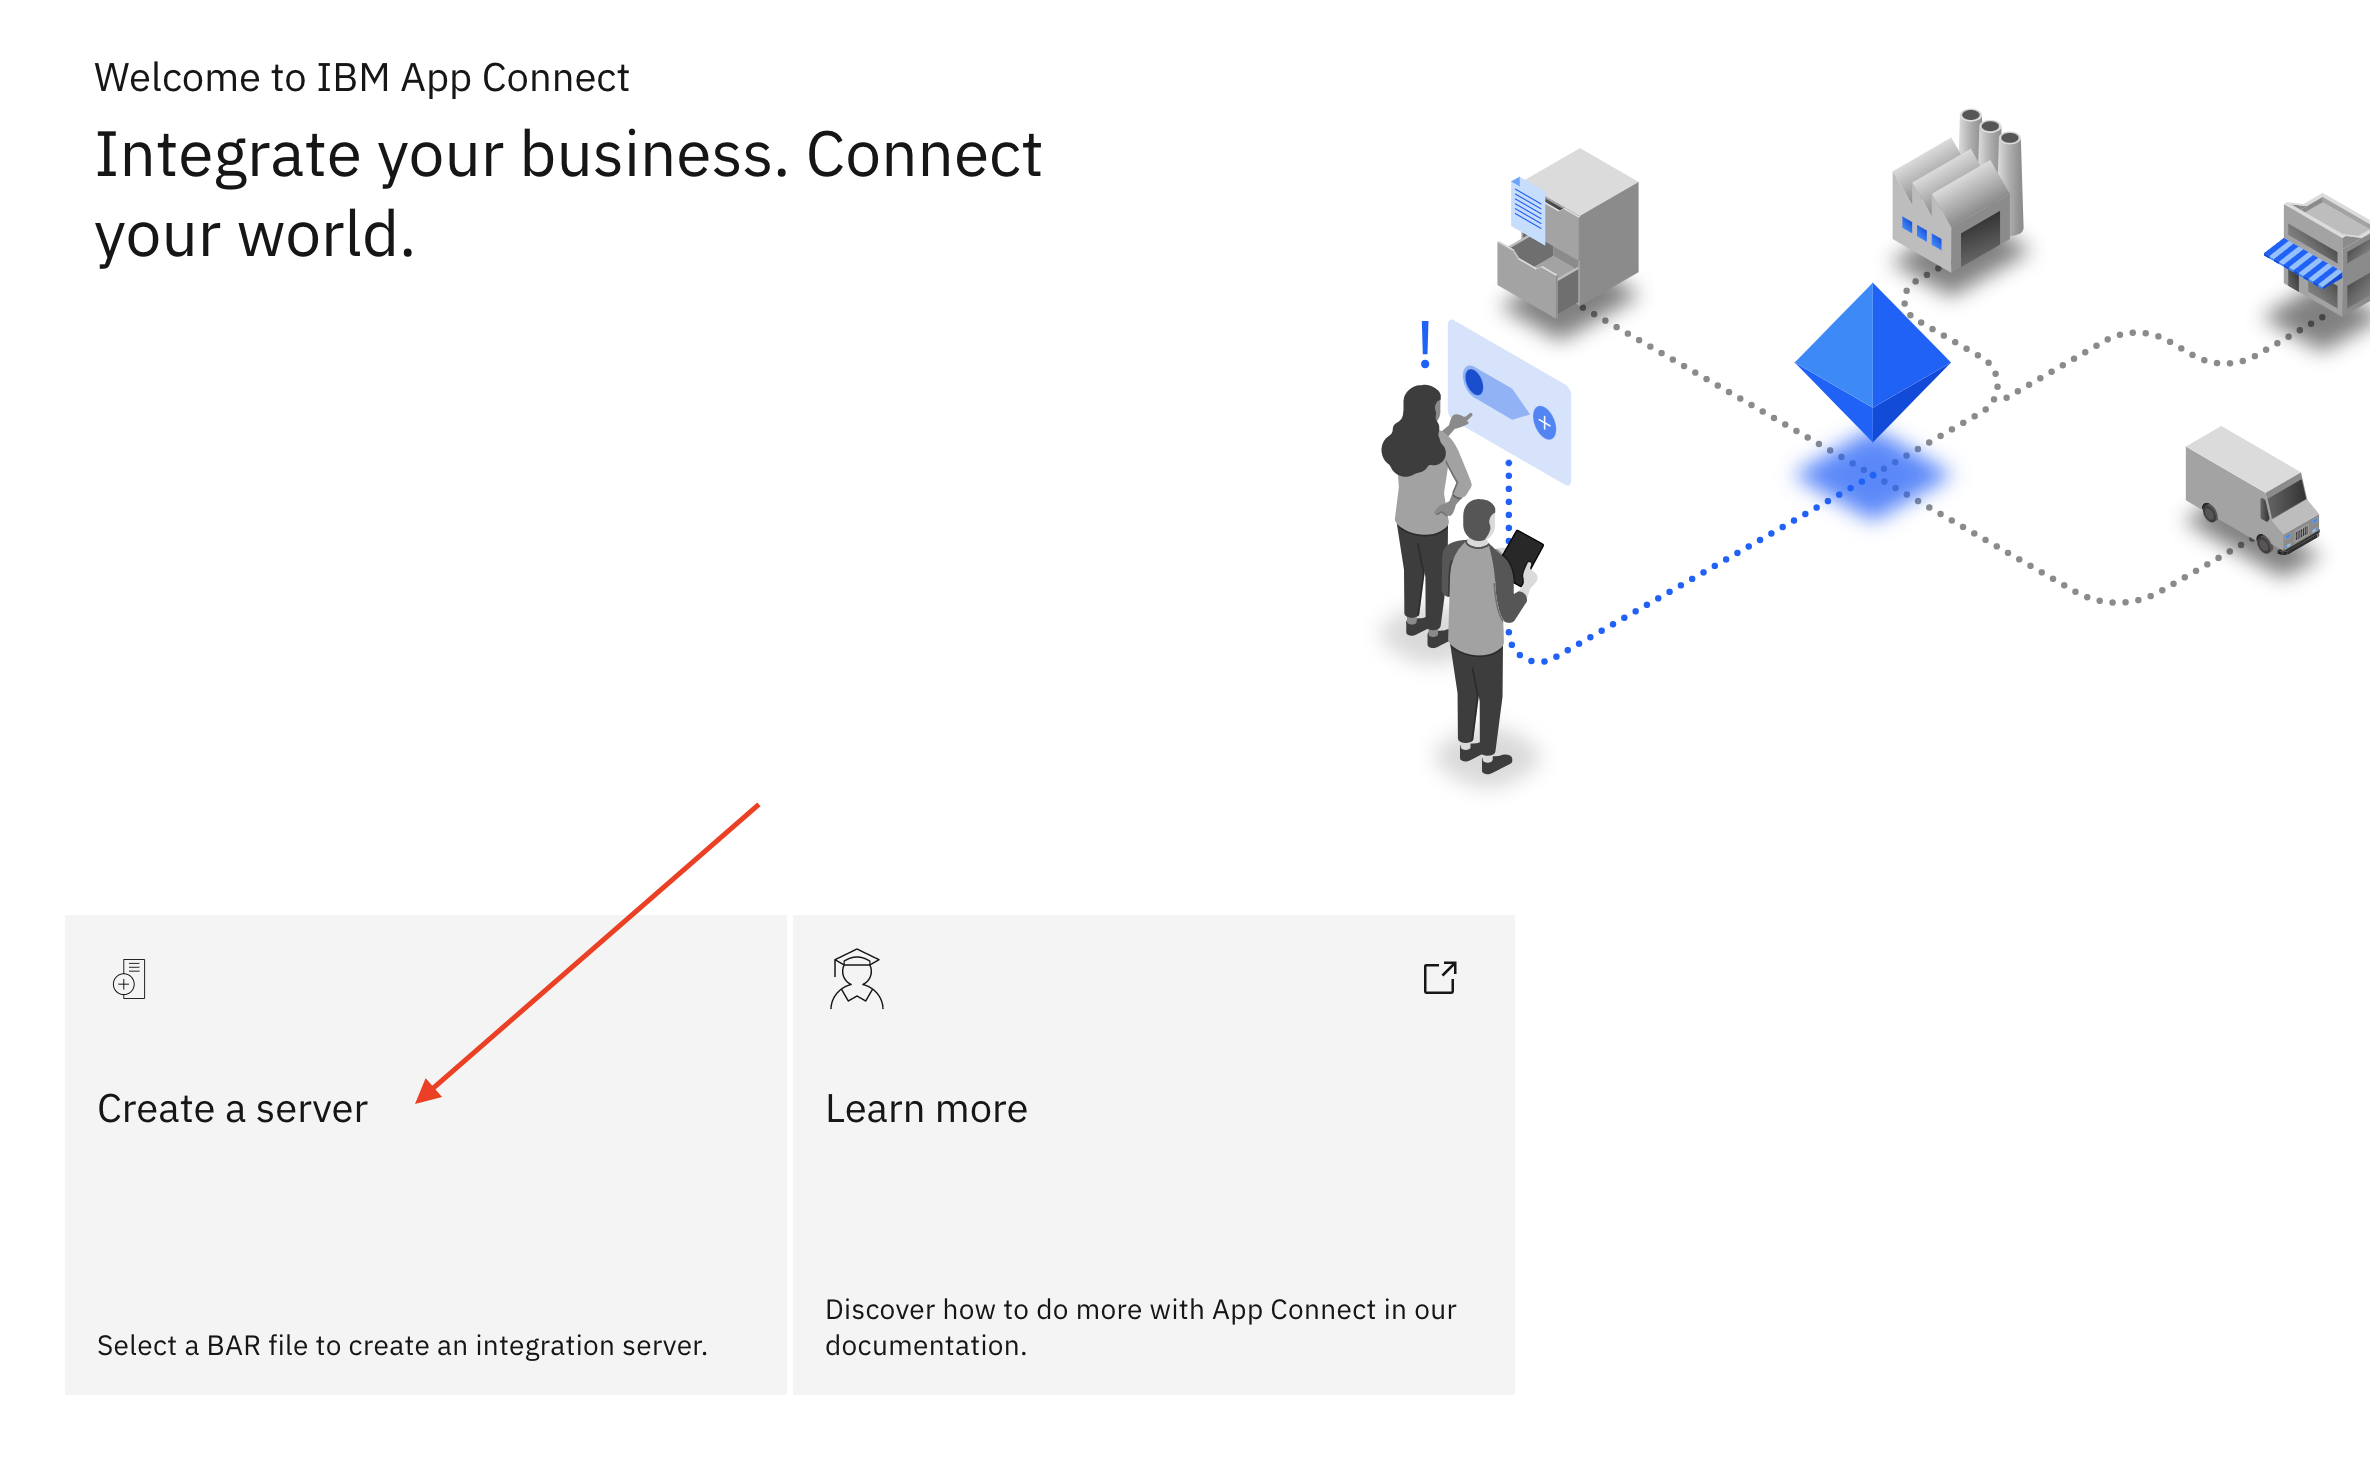 Welcome to IBM App Connect
Integrate your business. Connect
your world.
!
Create a server
Select a BAR file to create an integration server.
Learn more
Discover how to do more with App Connect in our
documentation.